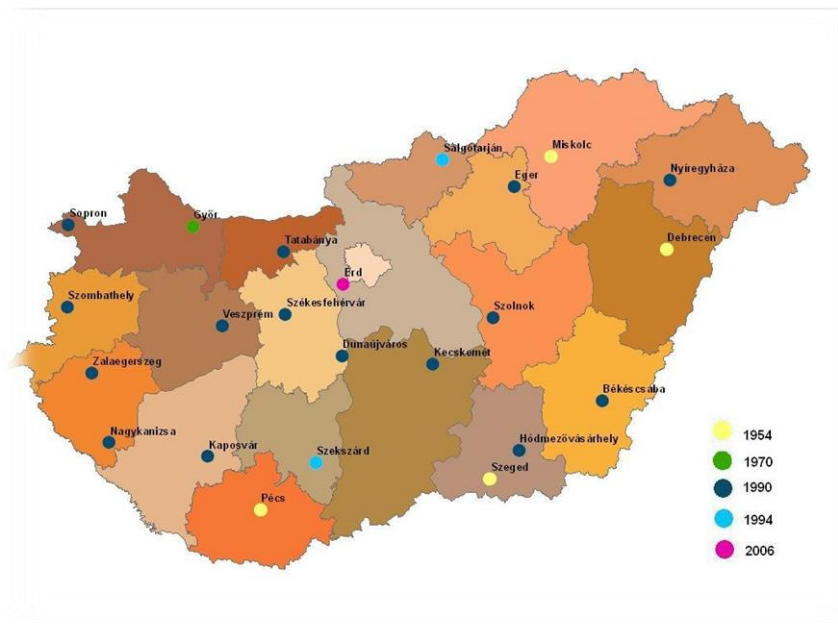 Salgótarján
Miskolc
Eger
Nyíregyháza
Sopron
Győr
Debrecen
Tatabánya
Érd
Szombathely
Székesfehérvár
Szolnok
Veszprém
Dunaújváros
Kecskemét
Zalaegerszeg
Békéscsaba
Nagykanizsa
Kaposvár
Szekszárd
Hódmezővásárhely
Szeged
Pécs
1954
1970
1990
1994
2006